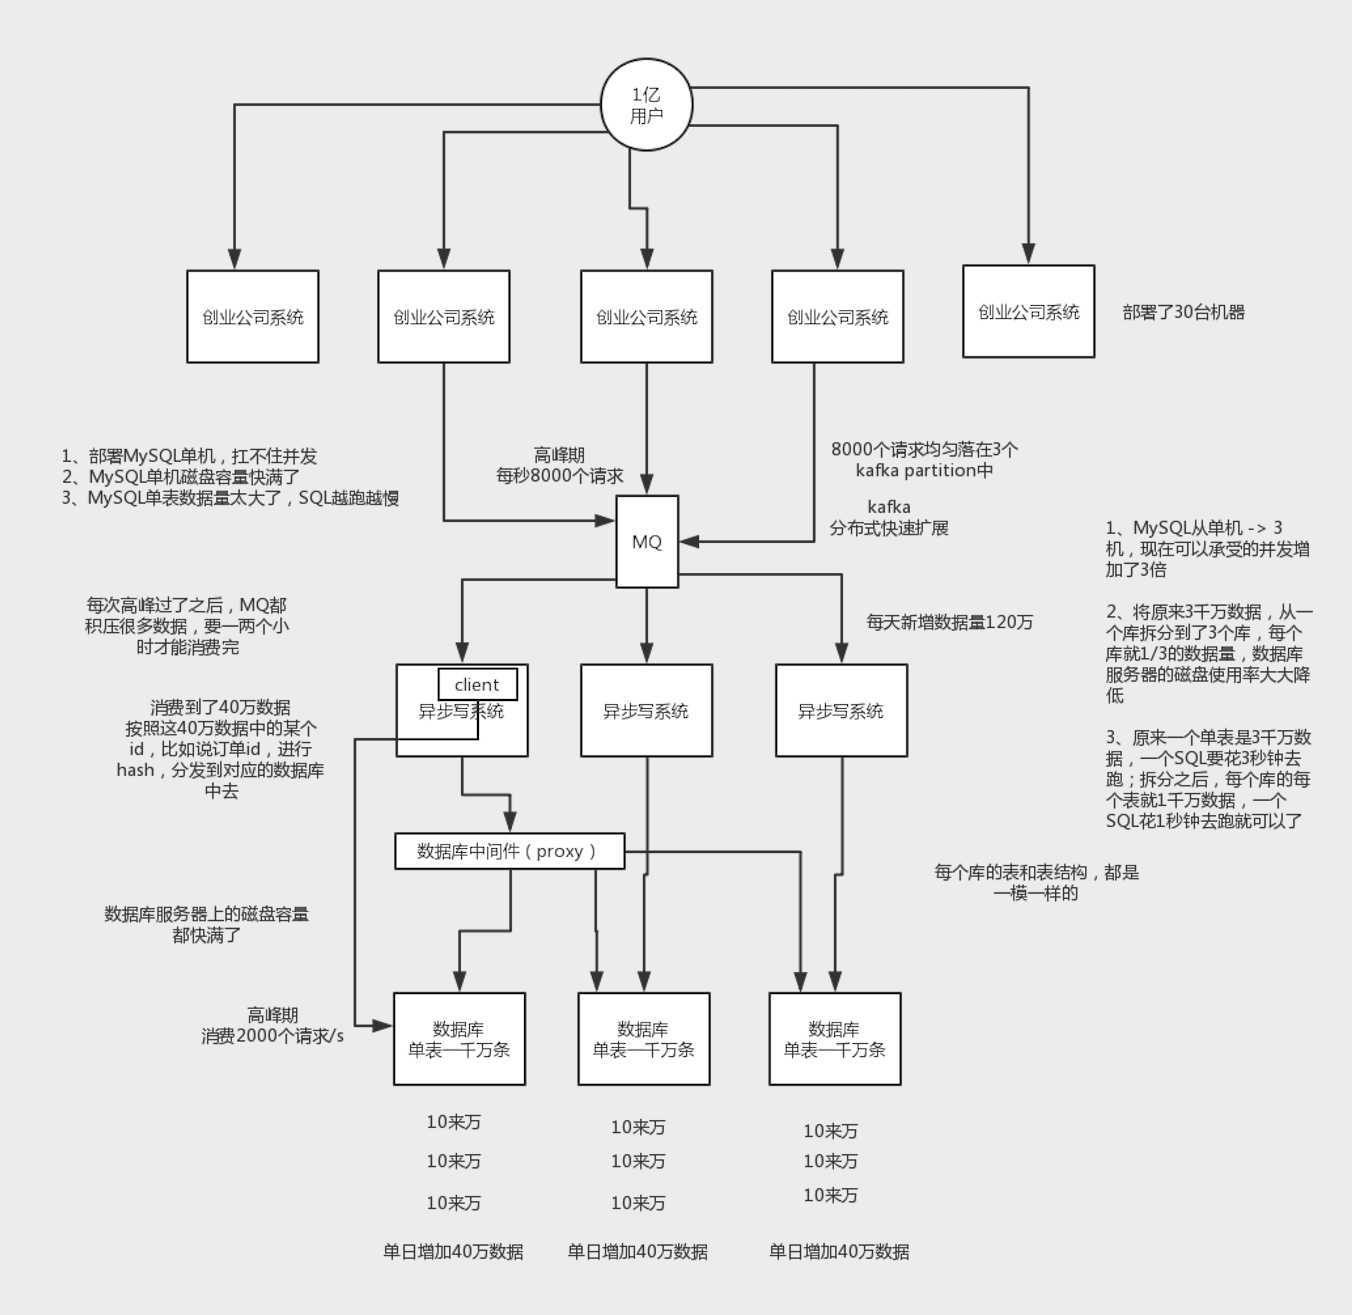 1亿
用户
创业公司系统
创业公司系统
创业公司系统
创业公司系统
创业公司系统
部署了30台机器
1、部署MySQL单机，扛不住并发
2、MySQL单机磁盘容量快满了
3、MySQL单表数据量太大了，SQL越跑越慢
高峰期
每秒8000个请求
8000个请求均匀落在3个
kafka partition中
kafka
分布式快速扩展
MQ
1、MySQL从单机 -> 3
机，现在可以承受的并发增
加了3倍
2、将原来3千万数据，从一
个库拆分到了3个库，每个
库就1/3的数据量，数据库
服务器的磁盘使用率大大降
低
3、原来一个单表是3千万数
据，一个SQL要花3秒钟去
跑；拆分之后，每个库的每
个表就1千万数据，一个
SQL花1秒钟去跑就可以了
每次高峰过了之后，MQ都
积压很多数据，要一两个小
时才能消费完
每天新增数据量120万
消费到了40万数据
按照这40万数据中的某个
id，比如说订单id，进行
hash，分发到对应的数据库
中去
client
异步写系统
异步写系统
异步写系统
数据库中间件（proxy）
每个库的表和表结构，都是
一模一样的
数据库服务器上的磁盘容量
都快满了
高峰期
消费2000个请求/s
数据库
单表一千万条
数据库
单表一千万条
数据库
单表一千万条
10来万
10来万
10来万
10来万
10来万
10来万
10来万
10来万
10来万
单日增加40万数据
单日增加40万数据
单日增加40万数据